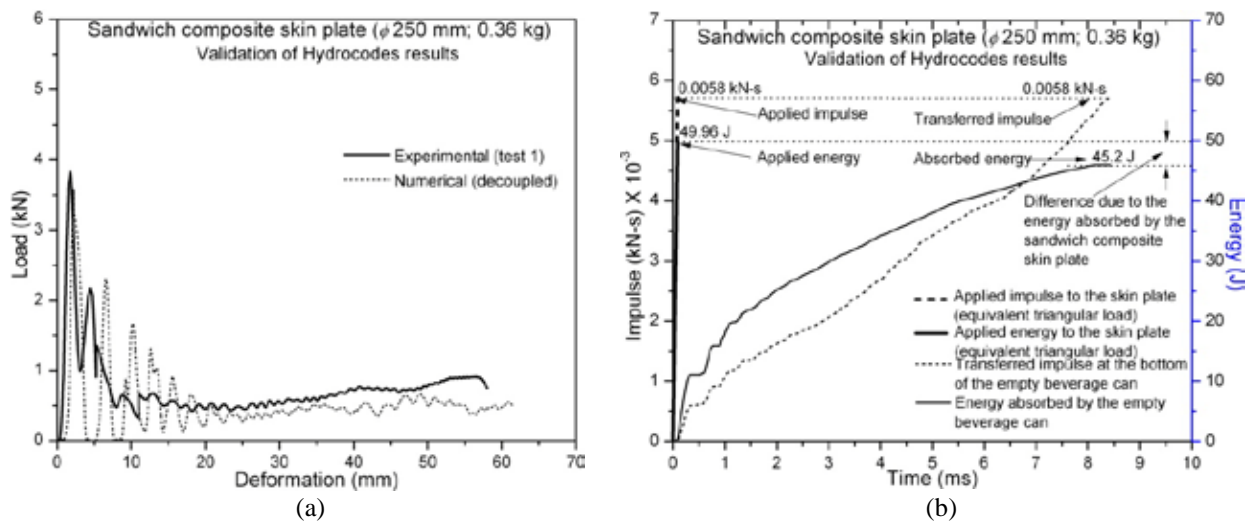 6
5
4
3
2
1
0
Load (kN)
Sandwich composite skin plate (ϕ250 mm; 0.36 kg)
Validation of Hydrocodes results
Experimental (test 1)
Numerical (decoupled)
0 10 20 30 40 50 60 70
Deformation (mm)
(a)
7
6
5
4
3
2
1
0
Impulse (kN-s) X 10⁻³
Sandwich composite skin plate (ϕ250 mm; 0.36 kg)
Validation of Hydrocodes results
0.0058 kN-s
0.0058 kN-s
Applied impulse
Transferred impulse
49.96 J
Applied energy
Absorbed energy
45.2 J
Difference due to the
energy absorbed by the
sandwich composite
skin plate
Applied impulse to the skin plate
(equivalent triangular load)
Applied energy to the skin plate
(equivalent triangular load)
Transferred impulse at the bottom
of the empty beverage can
Energy absorbed by the empty
beverage can
70
60
50
40
30
20
10
0
Energy (J)
0 1 2 3 4 5 6 7 8 9 10
Time (ms)
(b)